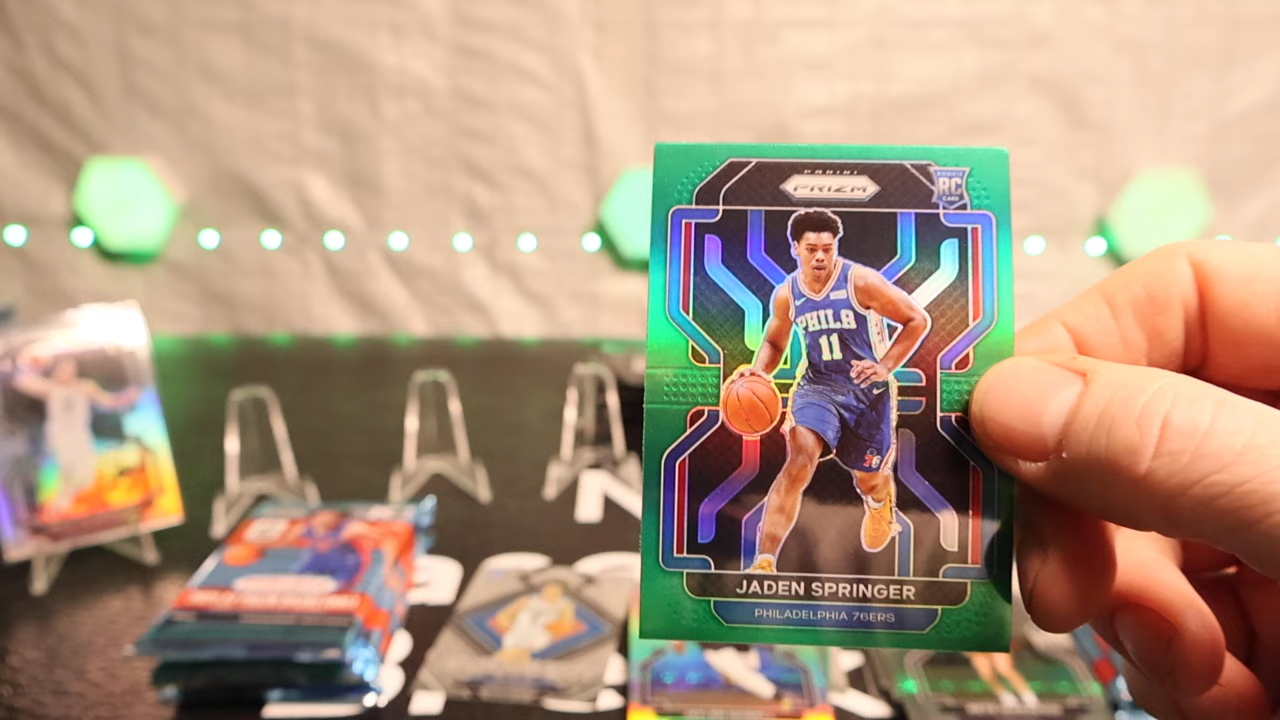 PANINI
PRIZM
ROOKIE
RC
CARD
PHILA
11
JADEN SPRINGER
PHILADELPHIA 76ERS